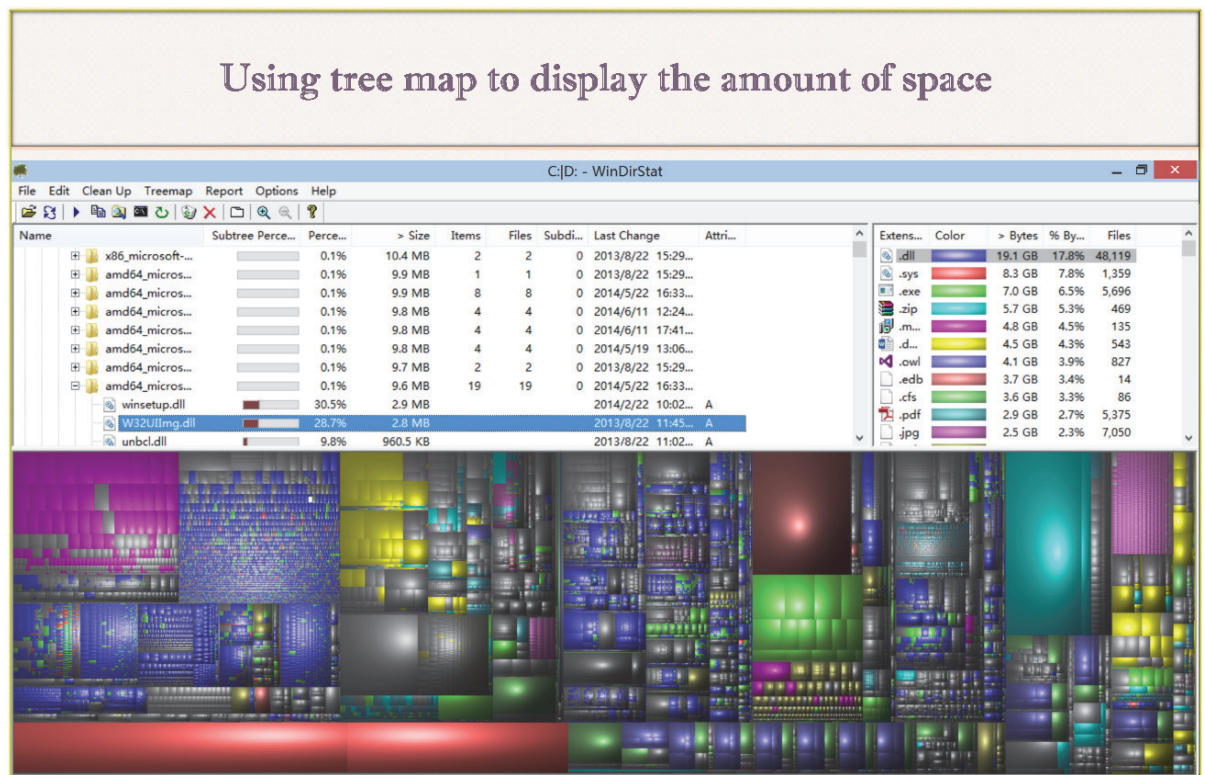 Using tree map to display the amount of space
C:|D: - WinDirStat
File Edit Clean Up Treemap Report Options Help
Name Subtree Perce... Perce... > Size Items Files Subdi... Last Change Attri...
x86_microsoft-... 0.1% 10.4 MB 2 2 0 2013/8/22 15:29...
amd64_micros... 0.1% 9.9 MB 1 1 0 2013/8/22 15:29...
amd64_micros... 0.1% 9.9 MB 8 8 0 2014/5/22 16:33...
amd64_micros... 0.1% 9.8 MB 4 4 0 2014/6/11 12:24...
amd64_micros... 0.1% 9.8 MB 4 4 0 2014/6/11 17:41...
amd64_micros... 0.1% 9.8 MB 4 4 0 2014/5/19 13:06...
amd64_micros... 0.1% 9.7 MB 2 2 0 2013/8/22 15:29...
amd64_micros... 0.1% 9.6 MB 19 19 0 2014/5/22 16:33...
winsetup.dll 30.5% 2.9 MB 2014/2/22 10:02... A
W32UIImg.dll 28.7% 2.8 MB 2013/8/22 11:45... A
unbcl.dll 9.8% 960.5 KB 2013/8/22 11:02... A
Extens... Color > Bytes % By... Files
.dll 19.1 GB 17.8% 48,119
.sys 8.3 GB 7.8% 1,359
.exe 7.0 GB 6.5% 5,696
.zip 5.7 GB 5.3% 469
.m... 4.8 GB 4.5% 135
.d... 4.5 GB 4.3% 543
.owl 4.1 GB 3.9% 827
.edb 3.7 GB 3.4% 14
.cfs 3.6 GB 3.3% 86
.pdf 2.9 GB 2.7% 5,375
.jpg 2.5 GB 2.3% 7,050